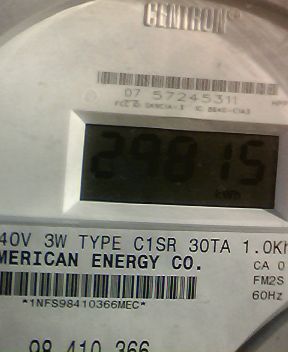 CENTRON®
07 57245311
29815
kWh
40V 3W TYPE C1SR 30TA 1.0Kh
MERICAN ENERGY CO.
CA 0
FM2S
60Hz
*1NFS98410366MEC*
98 410 366